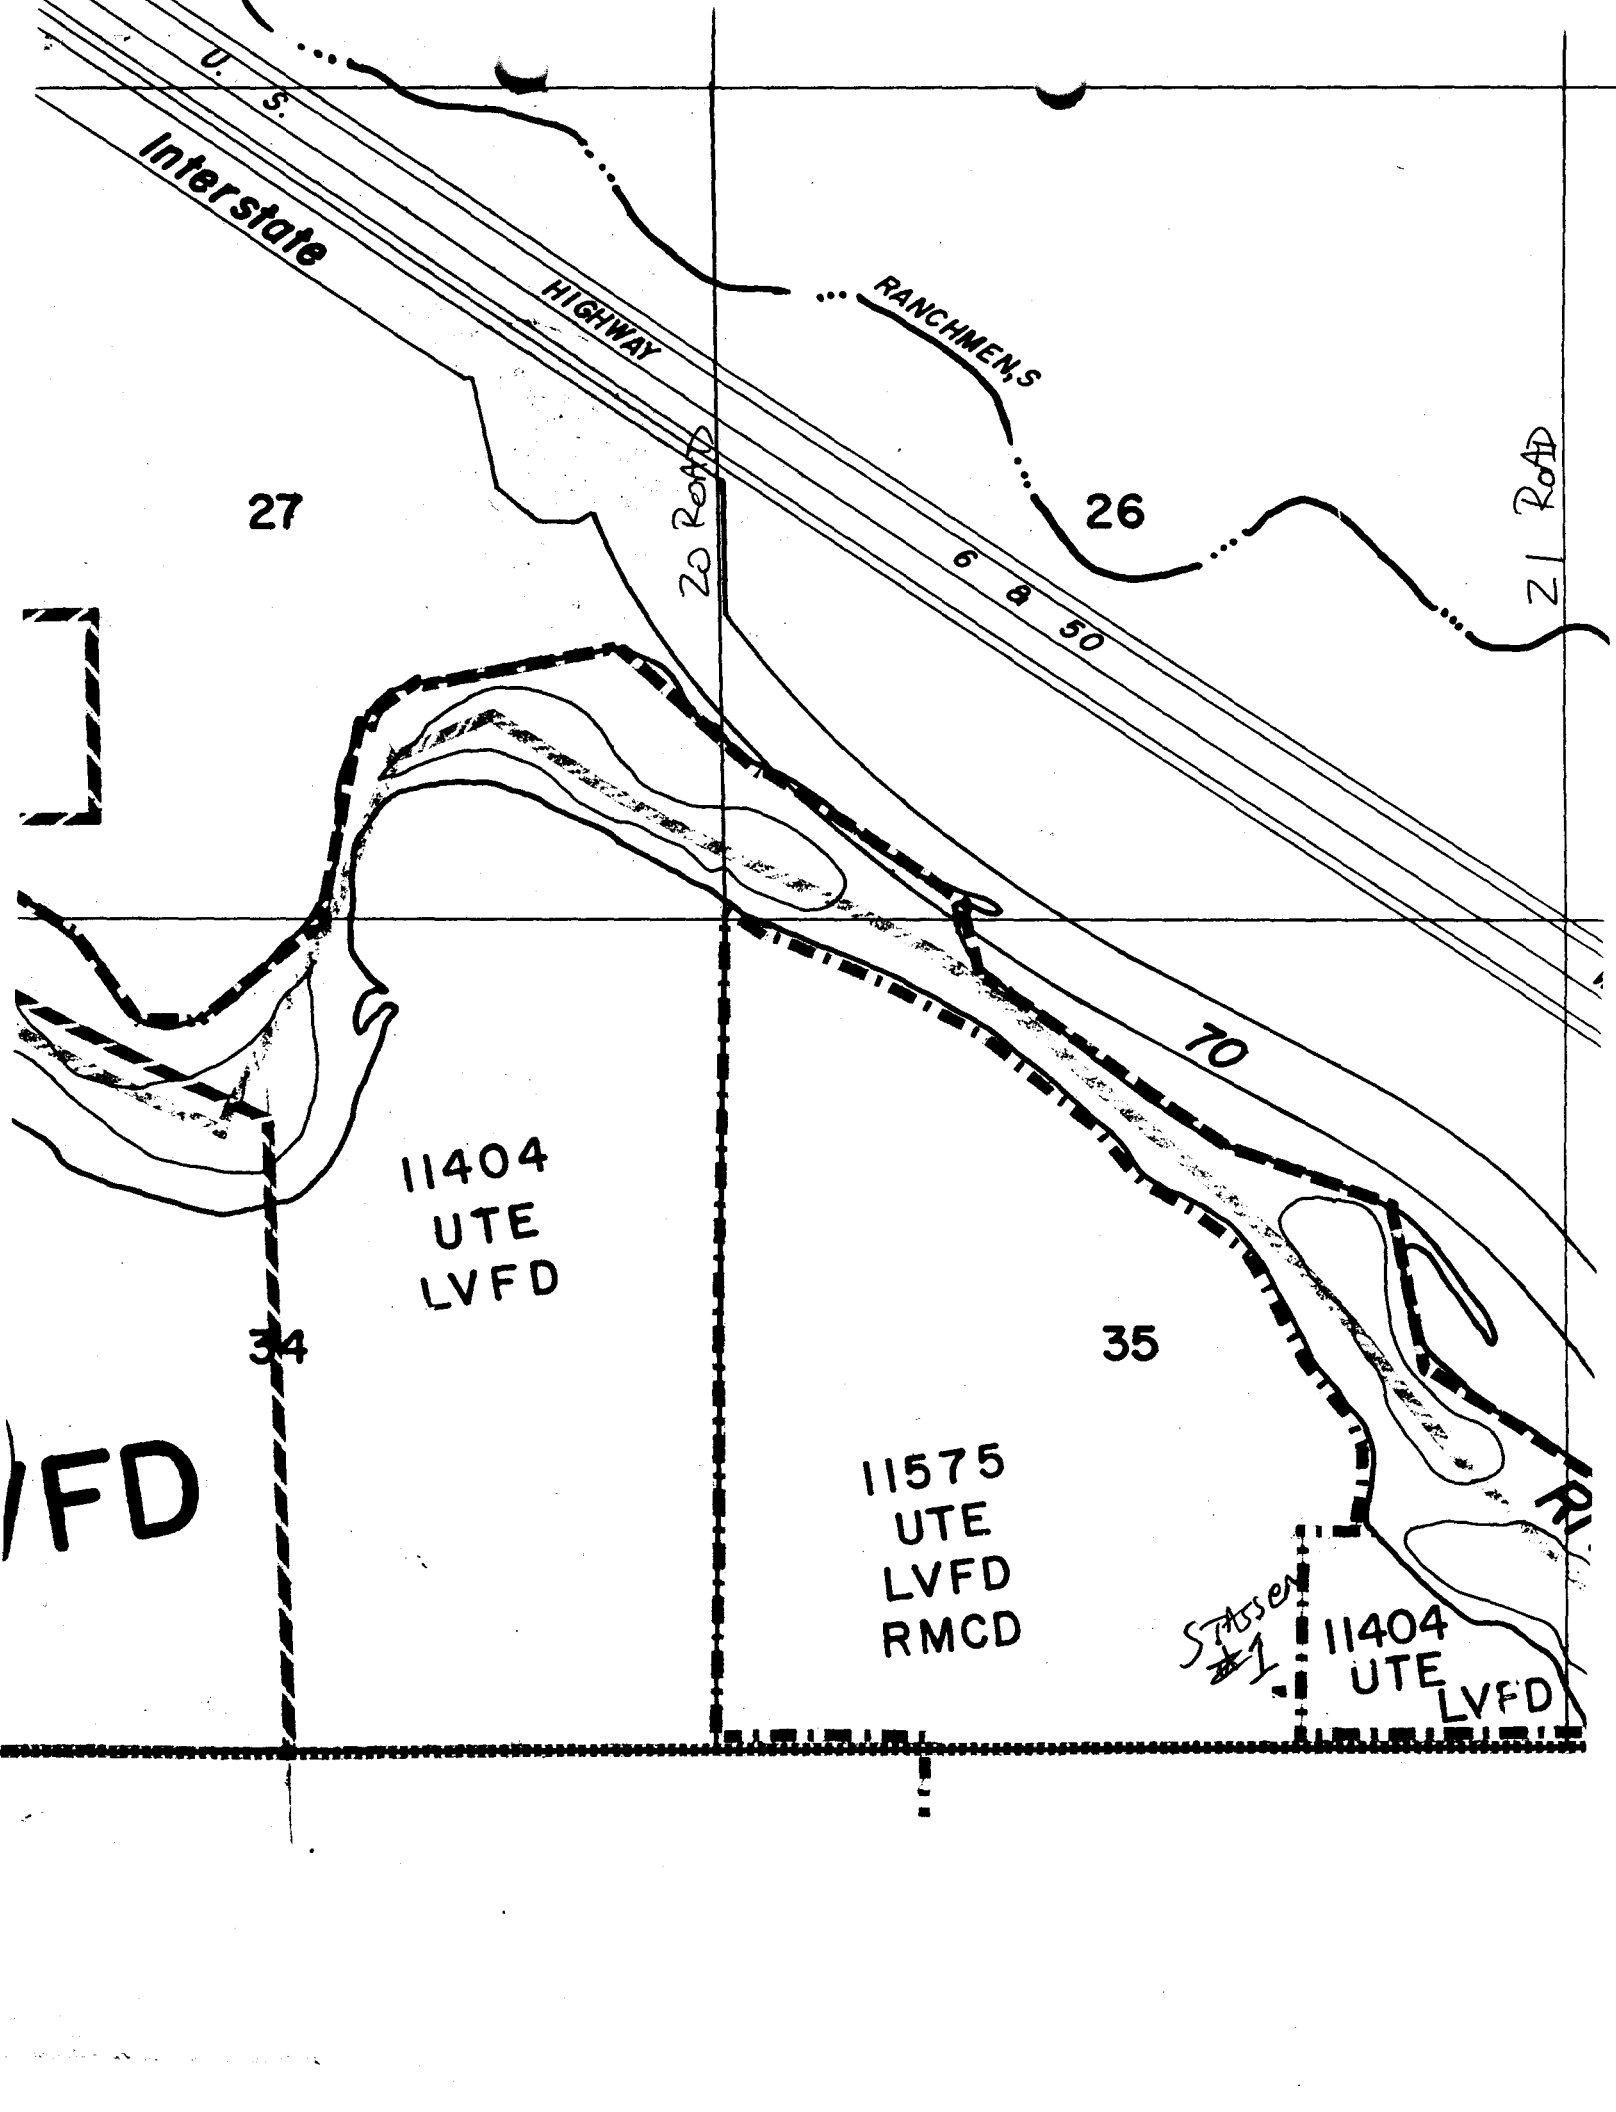 U. S.
Interstate
HIGHWAY
RANCHMEN,S
20 ROAD
21 ROAD
27
26
6 & 50
70
11404
UTE
LVFD
34
35
FD
11575
UTE
LVFD
RMCD
STASSEN
#1
11404
UTE
LVFD